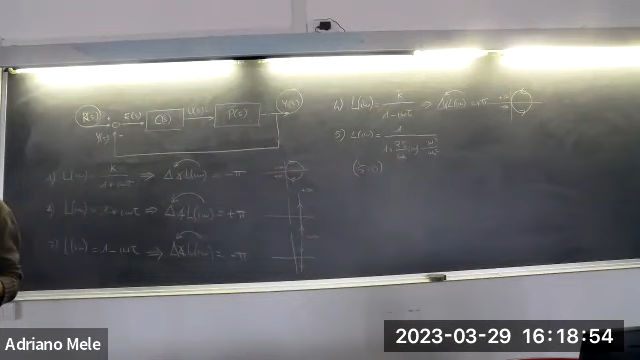 R(s) + E(s) C(s) U(s) P(s) Y(s)
Y(s) -
1) L(iω) = K / 1+iωτ ⇒ Δ∡L(iω) = -π
2) L(iω) = 1+iωτ ⇒ Δ∡L(iω) = +π
3) L(iω) = 1-iωτ ⇒ Δ∡L(iω) = -π
4) L(iω) = K / 1-iωτ ⇒ Δ∡L(iω) = +π
5) L(iω) = 1 /
Adriano Mele
2023-03-29 16:18:54